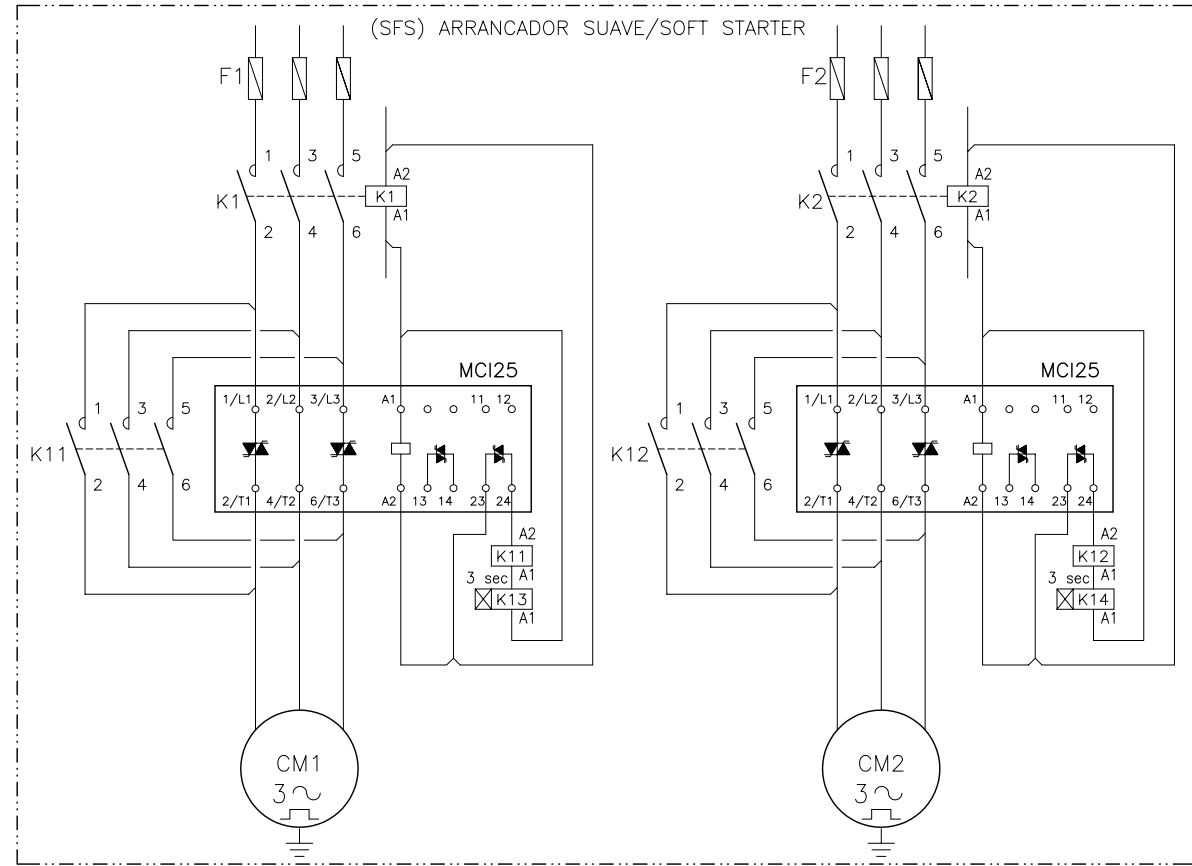 (SFS) ARRANCADOR SUAVE/SOFT STARTER
F1
F2
1 3 5
A2
K1
K1
A1
2 4 6
1 3 5
A2
K2
K2
A1
2 4 6
MCI25
1/L1 2/L2 3/L3 A1 11 12
1 3 5
K11
2 4 6
2/T1 4/T2 6/T3 A2 13 14 23 24
A2
K11
3 sec A1
K13
A1
MCI25
1/L1 2/L2 3/L3 A1 11 12
1 3 5
K12
2 4 6
2/T1 4/T2 6/T3 A2 13 14 23 24
A2
K12
3 sec A1
K14
A1
CM1
3
CM2
3